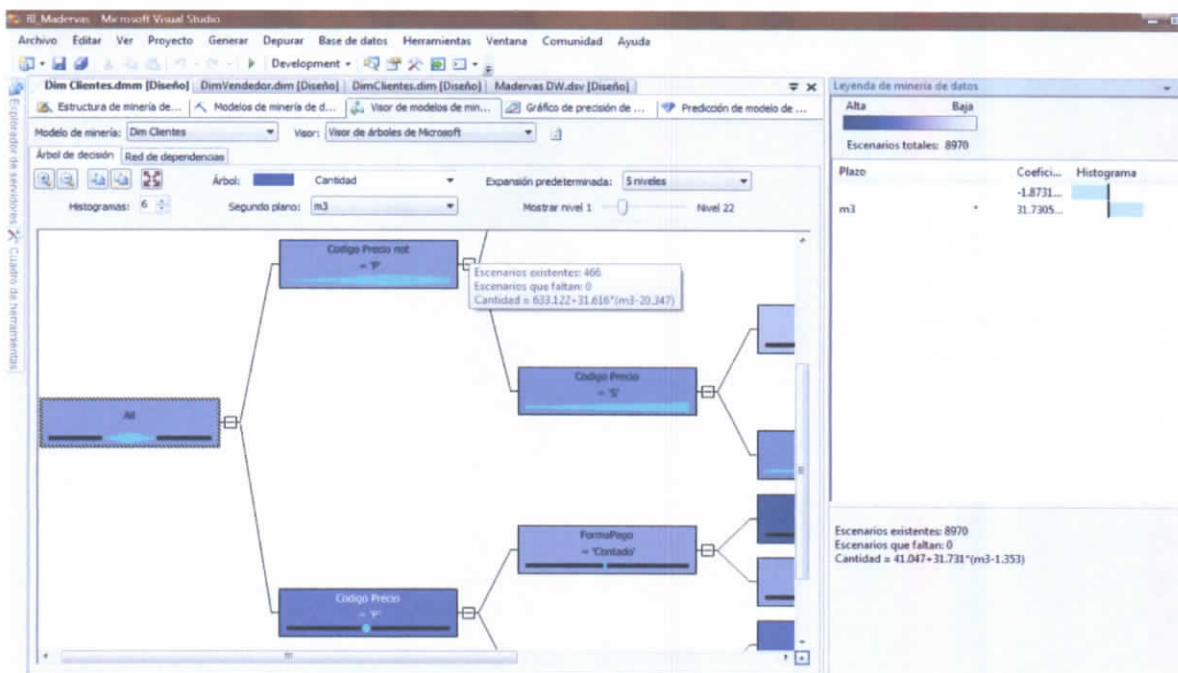 BI_Madervas - Microsoft Visual Studio
Archivo Editar Ver Proyecto Generar Depurar Base de datos Herramientas Ventana Comunidad Ayuda
Development
Dim Clientes.dmm [Diseño] DimVendedor.dim [Diseño] DimClientes.dim [Diseño] Madervas DW.dsv [Diseño]
Estructura de minería de... Modelos de minería de d... Visor de modelos de min... Gráfico de precisión de ... Predicción de modelo de ...
Modelo de minería: Dim Clientes Visor: Visor de árboles de Microsoft
Árbol de decisión Red de dependencias
Árbol: Cantidad Expansión predeterminada: 5 niveles
Histogramas: 6 Segundo plano: m3 Mostrar nivel 1 Nivel 22
Explorador de servidores
Cuadro de herramientas
Codigo Precio not
= 'P'
Escenarios existentes: 466
Escenarios que faltan: 0
Cantidad = 633.122+31.616*(m3-20.347)
Codigo Precio
= 'S'
All
FormaPago
= 'Contado'
Codigo Precio
= 'P'
Leyenda de minería de datos
Alta Baja
Escenarios totales: 8970
Plazo Coefici... Histograma
-1.8731...
m3 * 31.7305...
Escenarios existentes: 8970
Escenarios que faltan: 0
Cantidad = 41.047+31.731*(m3-1.353)